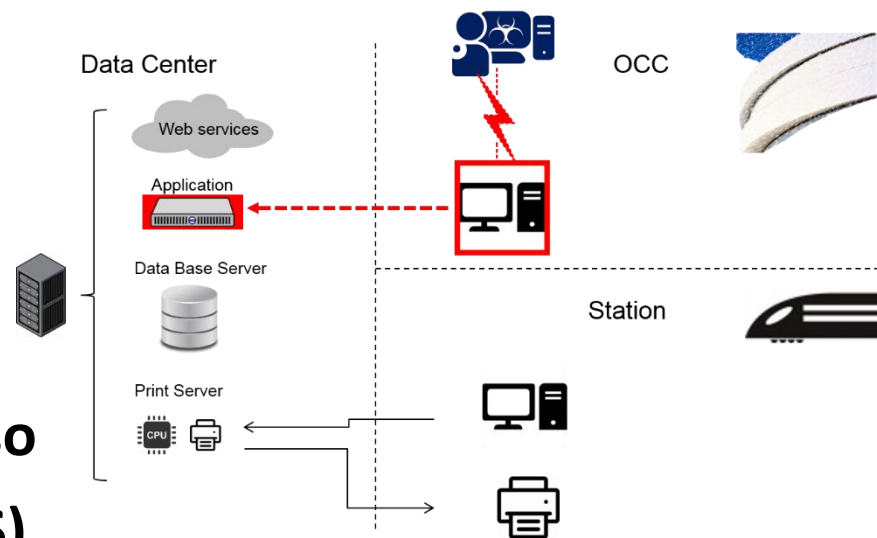 Data Center
OCC
Web services
Application
Data Base Server
Station
Print Server
CPU